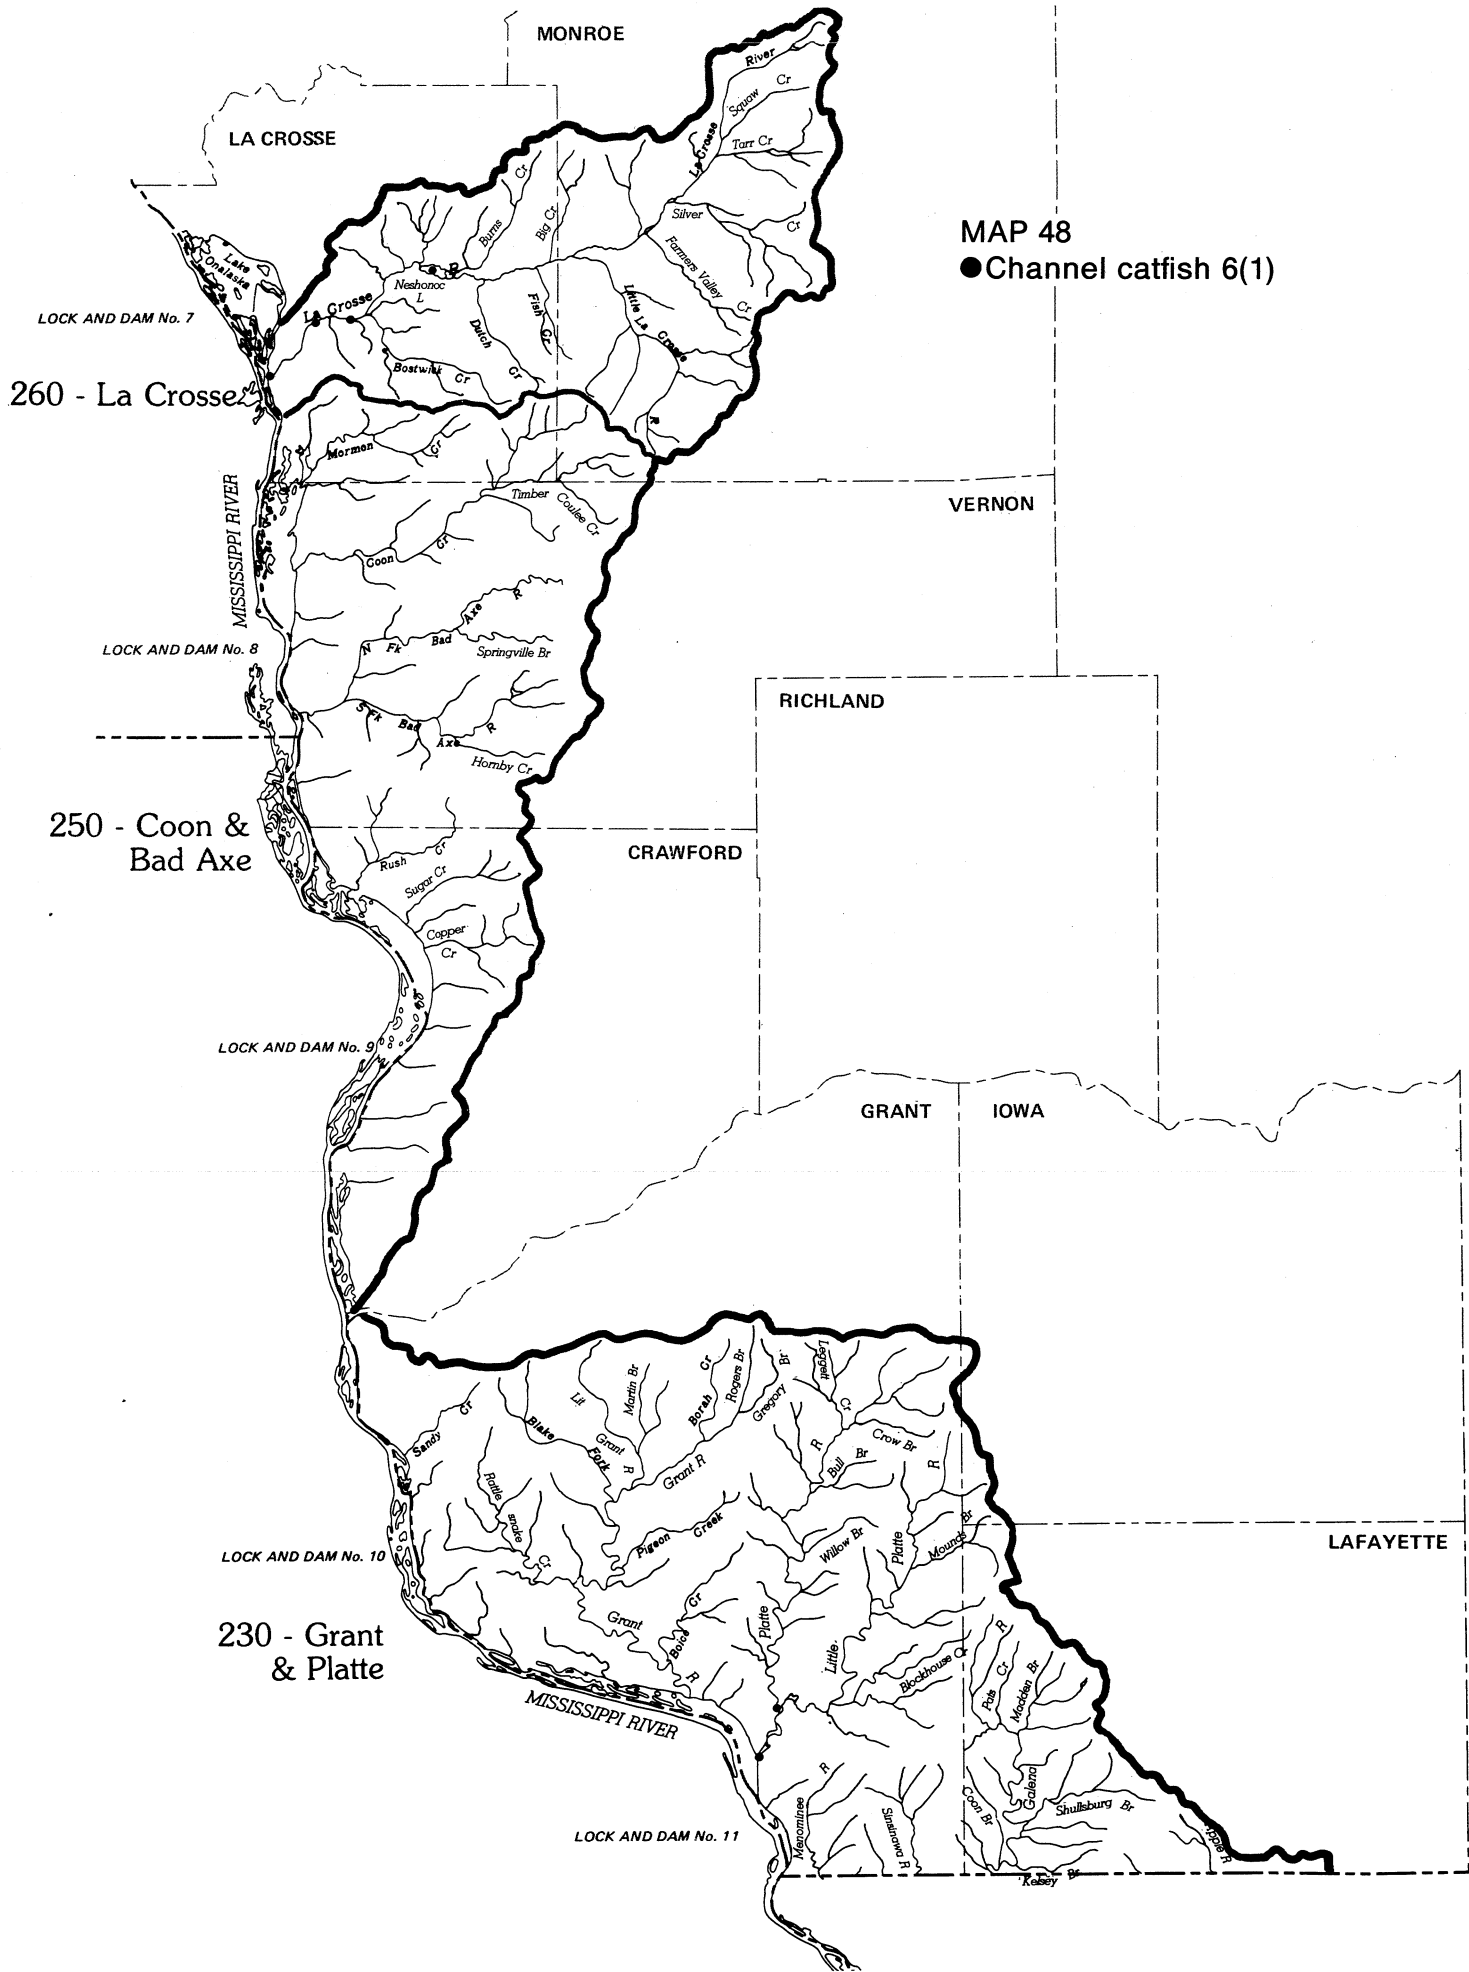 MONROE
LA CROSSE
River
Squaw Cr
La Crosse
Tarr Cr
Silver Cr
Burns Cr
Big Cr
Farmers Valley Cr
MAP 48
●Channel catfish 6(1)
Lake Onalaska
Neshonoc L
R
La Crosse
Fish Cr
Little La Crosse R
Dutch Cr
Bostwick Cr
LOCK AND DAM No. 7
260 - La Crosse
Mormon Cr
MISSISSIPPI RIVER
VERNON
Timber Coulee Cr
Coon Cr
N Fk Bad Axe R
Springville Br
LOCK AND DAM No. 8
RICHLAND
S Fk Bad Axe R
Hornby Cr
250 - Coon &
Bad Axe
CRAWFORD
Rush Cr
Sugar Cr
Copper Cr
LOCK AND DAM No. 9
GRANT
IOWA
Sandy Cr
Blake Fork
Lit Grant R
Martin Br
Borah Cr
Rogers Br
Gregory Br
Leggett Cr
Crow Br
Bull Br
R
R
Grant R
Rattle snake Cr
Pigeon Creek
Willow Br
Platte
Mounds Br
LAFAYETTE
LOCK AND DAM No. 10
230 - Grant
& Platte
Grant R
Boice Cr
Platte
Little
Blockhouse Cr
Pats Cr
Madden Br
R
MISSISSIPPI RIVER
Menominee R
Sinsinawa R
Coon Br
Galena
Shullsburg Br
Apple R
LOCK AND DAM No. 11
Kelsey Br